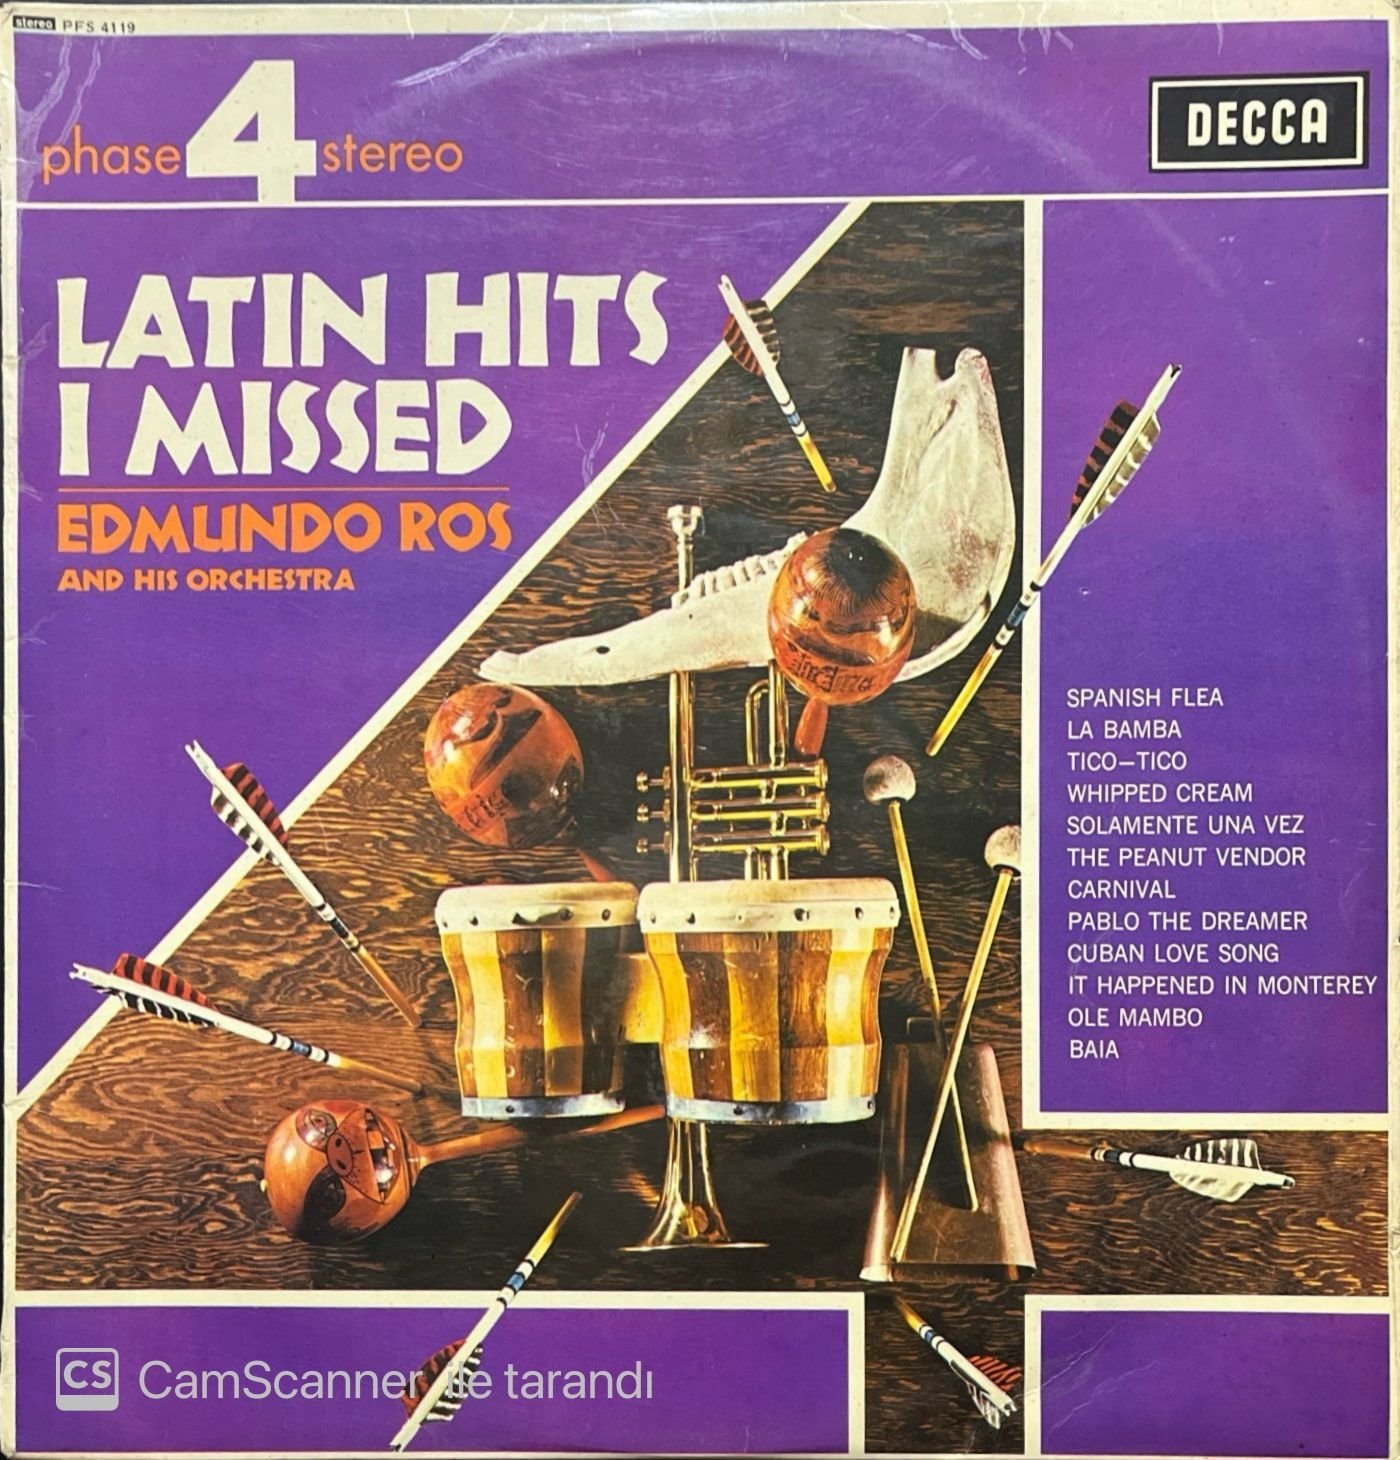 stereo PFS 4119
phase 4 stereo
DECCA
LATIN HITS
I MISSED
EDMUNDO ROS
AND HIS ORCHESTRA
SPANISH FLEA
LA BAMBA
TICO–TICO
WHIPPED CREAM
SOLAMENTE UNA VEZ
THE PEANUT VENDOR
CARNIVAL
PABLO THE DREAMER
CUBAN LOVE SONG
IT HAPPENED IN MONTEREY
OLE MAMBO
BAIA
CS CamScanner ile tarandı